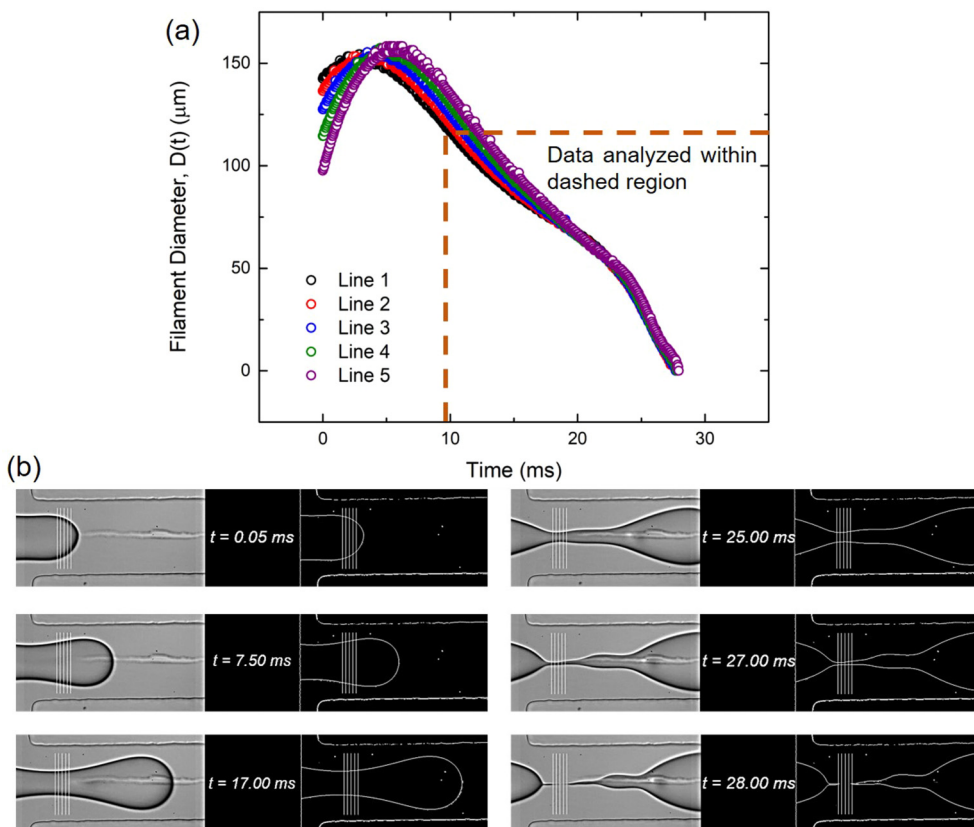 (a)
Filament Diameter, D(t) (μm)
150
100
50
0
Data analyzed within
dashed region
Line 1
Line 2
Line 3
Line 4
Line 5
0 10 20 30
Time (ms)
(b)
t = 0.05 ms
t = 25.00 ms
t = 7.50 ms
t = 27.00 ms
t = 17.00 ms
t = 28.00 ms